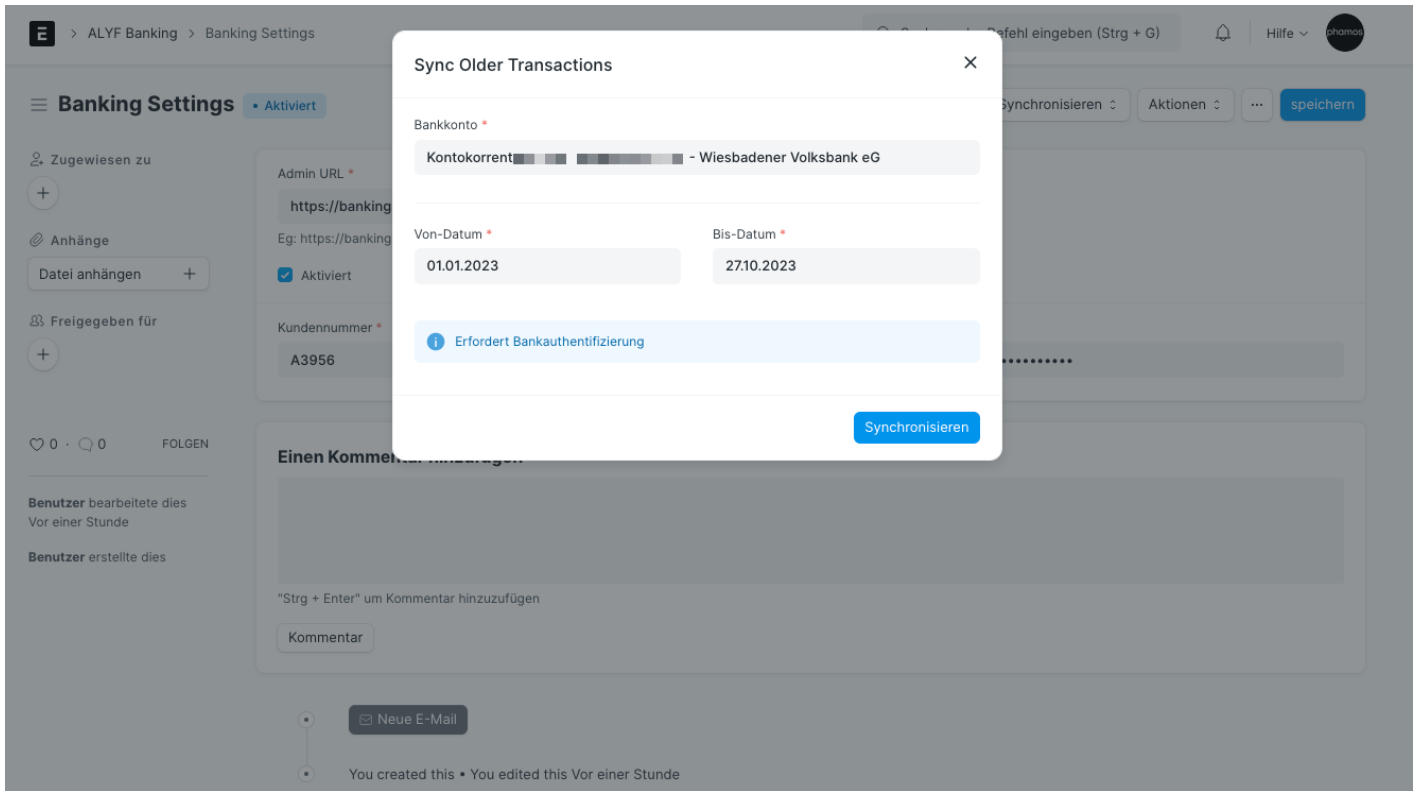 E > ALYF Banking > Banking Settings
Befehl eingeben (Strg + G)
Hilfe
phamos
Banking Settings
• Aktiviert
Synchronisieren
Aktionen
...
speichern
Zugewiesen zu
+
Anhänge
Datei anhängen +
Freigegeben für
+
0 · 0 FOLGEN
Benutzer bearbeitete dies
Vor einer Stunde
Benutzer erstellte dies
Admin URL *
https://banking
Eg: https://banking
Aktiviert
Kundennummer *
A3956
••••••••••
Sync Older Transactions
Bankkonto *
Kontokorrent - Wiesbadener Volksbank eG
Von-Datum *
01.01.2023
Bis-Datum *
27.10.2023
Erfordert Bankauthentifizierung
Synchronisieren
Einen Kommentar hinzufügen
"Strg + Enter" um Kommentar hinzuzufügen
Kommentar
Neue E-Mail
You created this • You edited this Vor einer Stunde